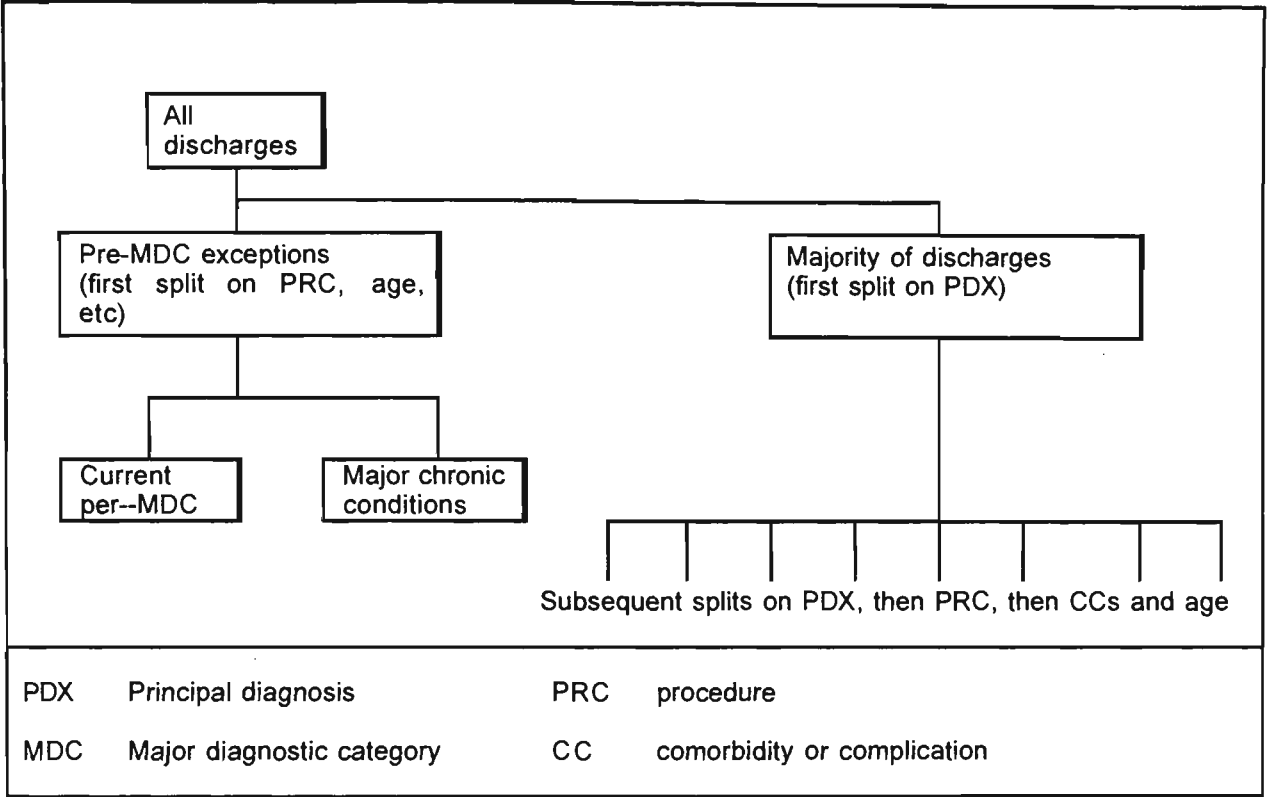 All
discharges
Pre-MDC exceptions
(first split on PRC, age,
etc)
Majority of discharges
(first split on PDX)
Current
per--MDC
Major chronic
conditions
Subsequent splits on PDX, then PRC, then CCs and age
PDX Principal diagnosis PRC procedure
MDC Major diagnostic category CC comorbidity or complication